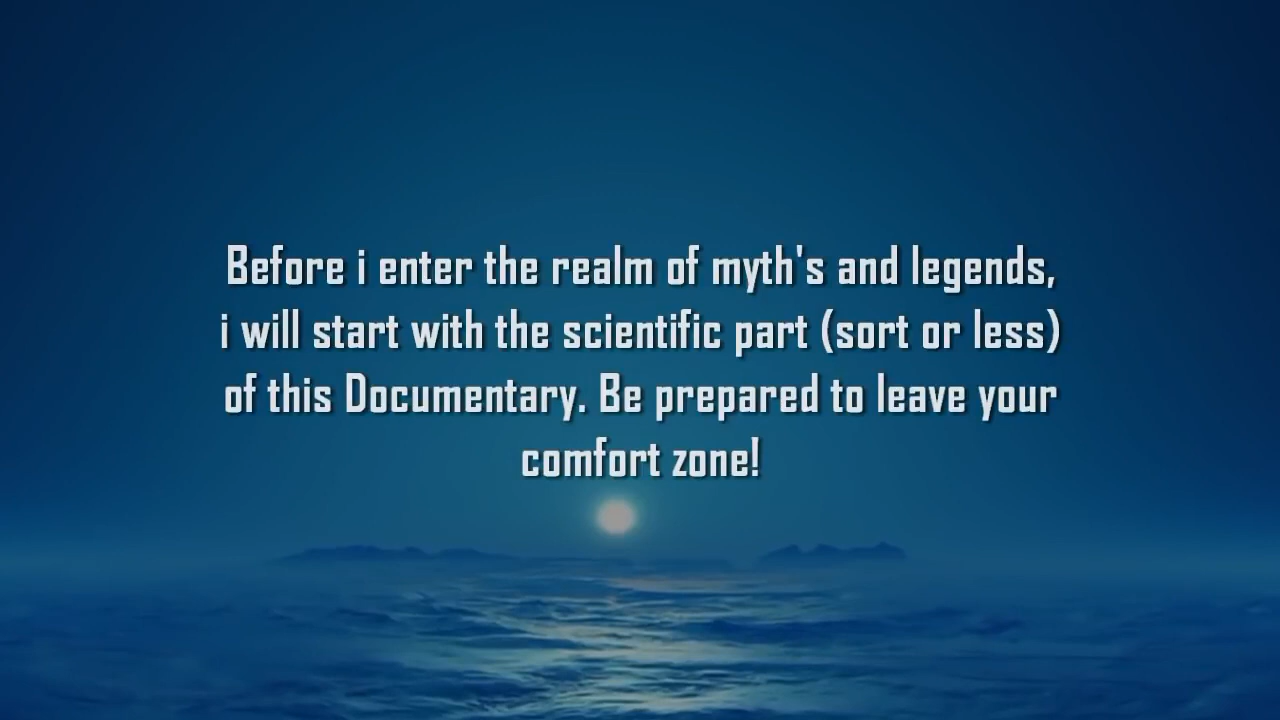 Before i enter the realm of myth's and legends,
i will start with the scientific part (sort or less)
of this Documentary. Be prepared to leave your
comfort zone!